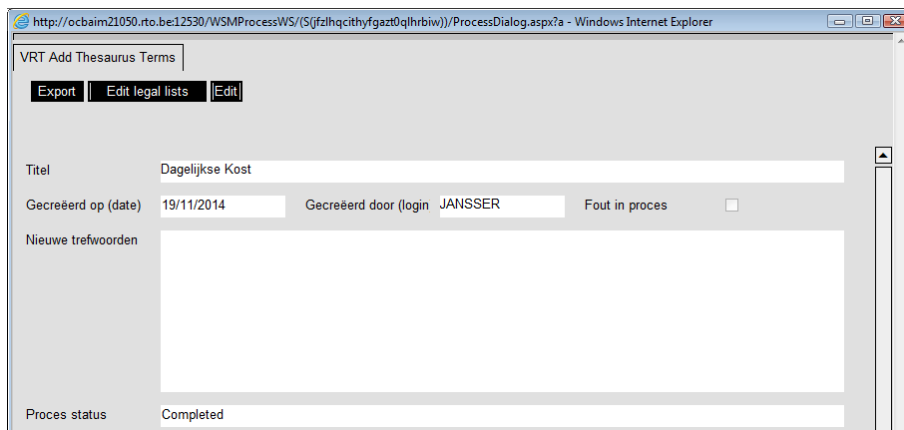 http://ocbaim21050.rto.be:12530/WSMProcessWS/(S(jfzlhqcithyfgazt0qlhrbiw))/ProcessDialog.aspx?a - Windows Internet Explorer
VRT Add Thesaurus Terms
Export Edit legal lists Edit
Titel Dagelijkse Kost
Gecreëerd op (date) 19/11/2014 Gecreëerd door (login JANSSER Fout in proces
Nieuwe trefwoorden
Proces status Completed